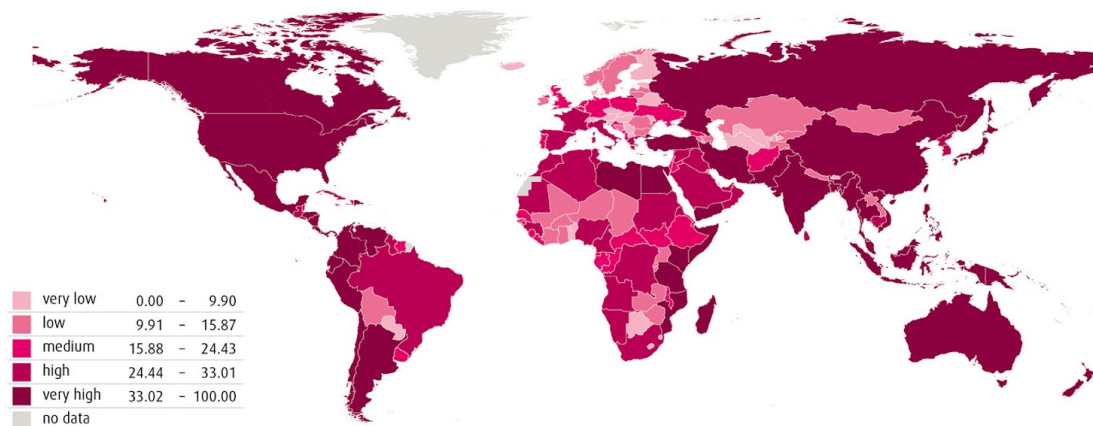 very low 0.00 – 9.90
low 9.91 – 15.87
medium 15.88 – 24.43
high 24.44 – 33.01
very high 33.02 – 100.00
no data